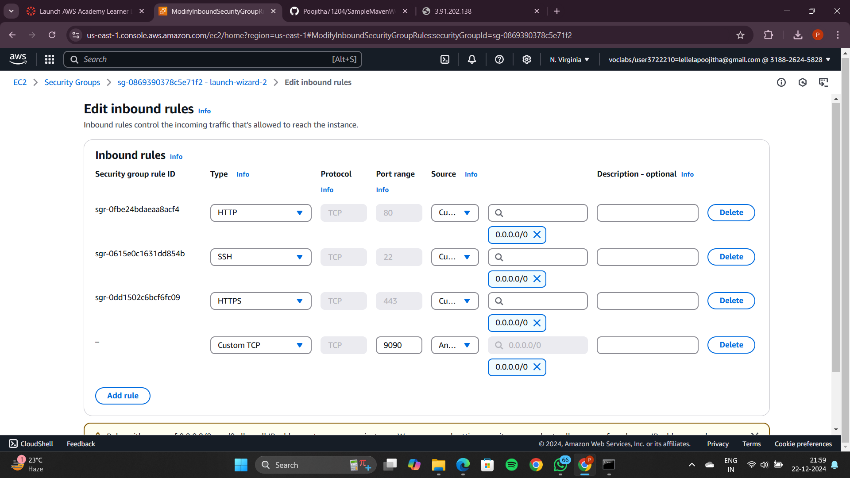 Launch AWS Academy Learner
ModifyInboundSecurityGroupRu
Poojitha/1204/SampleMavenW
3.91.202.138
us-east-1.console.aws.amazon.com/ec2/home?region=us-east-1#ModifyInboundSecurityGroupRules:securityGroupId=sg-0869390378c5e71f2
P
aws
Search
[Alt+S]
N. Virginia
voclabs/user3722210=lellelapoojitha@gmail.com @ 3188-2624-5828
EC2
Security Groups
sg-0869390378c5e71f2 - launch-wizard-2
Edit inbound rules
Edit inbound rules Info
Inbound rules control the incoming traffic that's allowed to reach the instance.
Inbound rules Info
Security group rule ID
Type Info
Protocol Info
Port range Info
Source Info
Description - optional Info
sgr-0fbe24bdaeaa8acf4
HTTP
TCP
80
Cu...
Delete
0.0.0.0/0
sgr-0615e0c1631dd854b
SSH
TCP
22
Cu...
Delete
0.0.0.0/0
sgr-0dd1502c6bcf6fc09
HTTPS
TCP
443
Cu...
Delete
0.0.0.0/0
–
Custom TCP
TCP
9090
An...
0.0.0.0/0
Delete
0.0.0.0/0
Add rule
CloudShell
Feedback
© 2024, Amazon Web Services, Inc. or its affiliates.
Privacy
Terms
Cookie preferences
1
23°C
Haze
Search
66
ENG
IN
21:59
22-12-2024